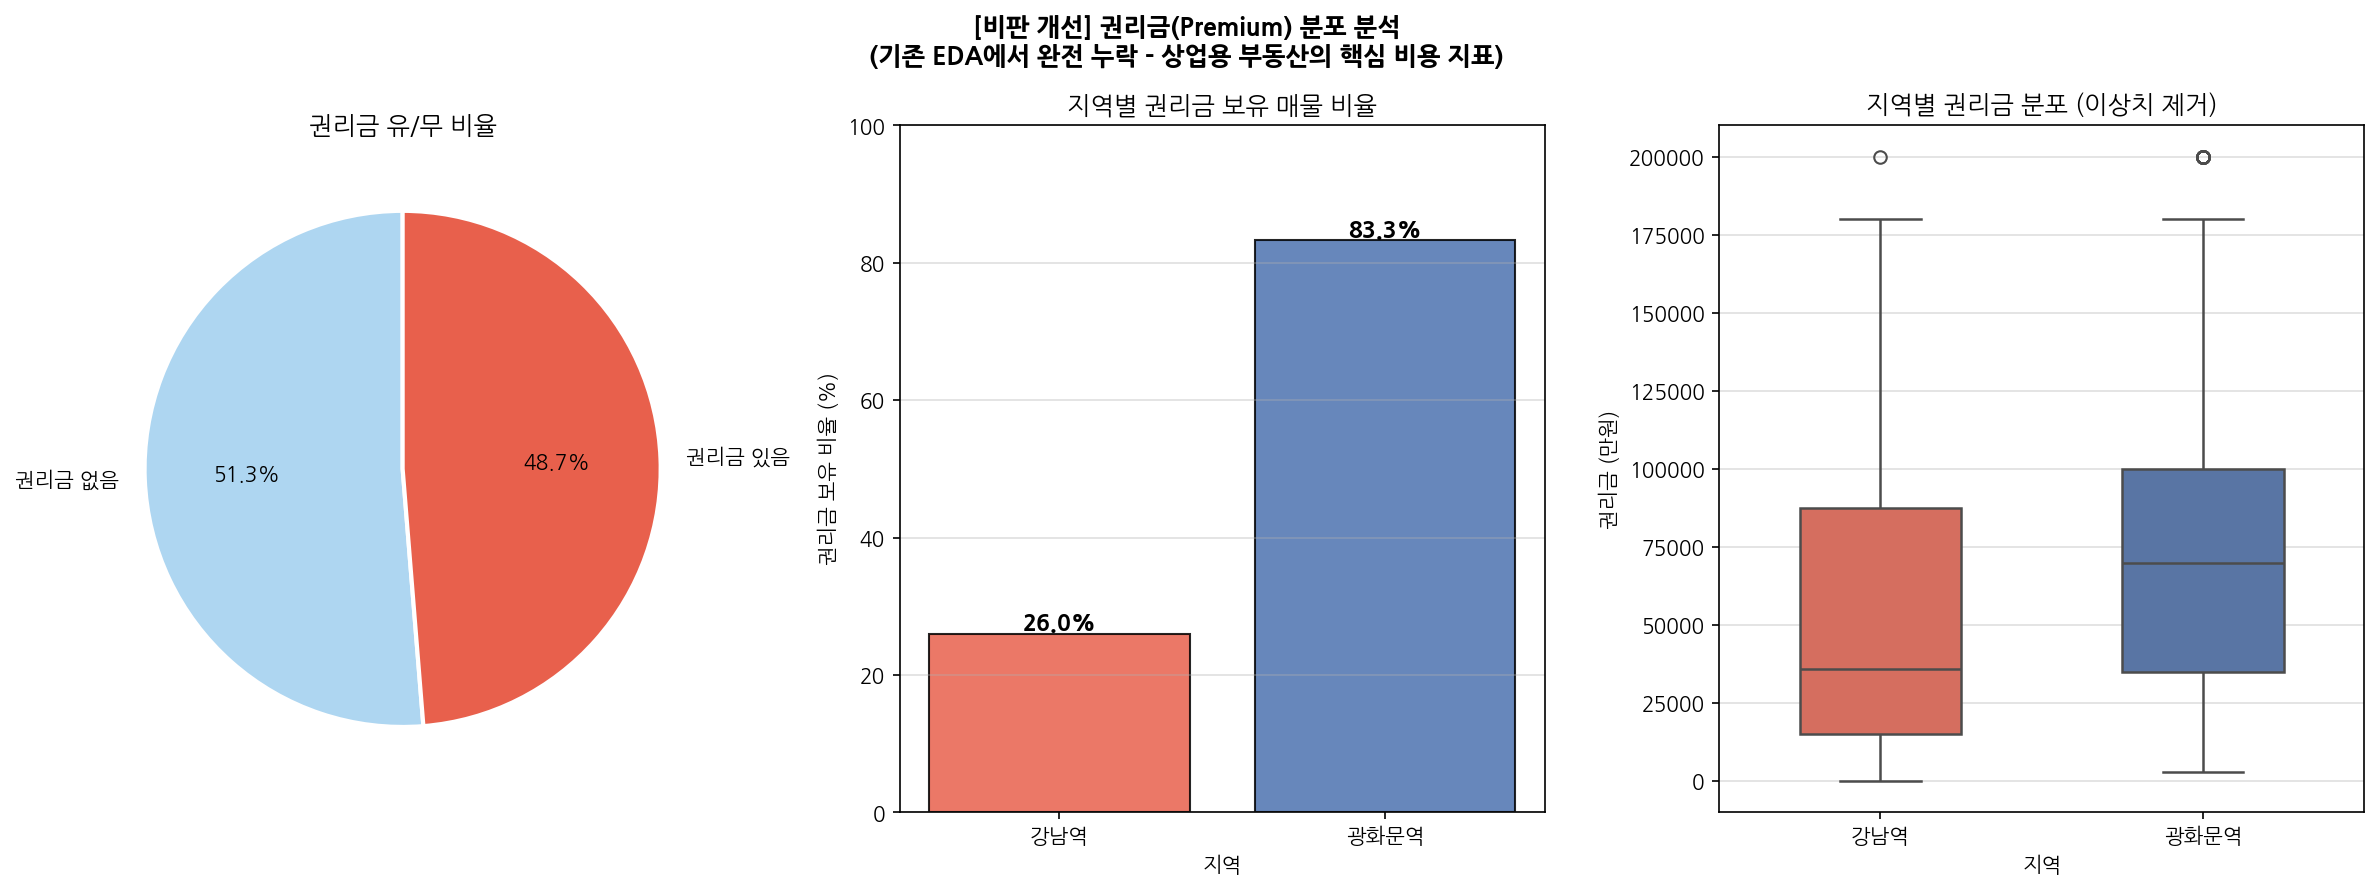 [비판 개선] 권리금(Premium) 분포 분석
(기존 EDA에서 완전 누락 - 상업용 부동산의 핵심 비용 지표)
권리금 유/무 비율
권리금 없음
51.3%
48.7%
권리금 있음
지역별 권리금 보유 매물 비율
권리금 보유 비율 (%)
100
80
60
40
20
0
26.0%
83.3%
강남역
광화문역
지역
지역별 권리금 분포 (이상치 제거)
권리금 (만원)
200000
175000
150000
125000
100000
75000
50000
25000
0
강남역
광화문역
지역